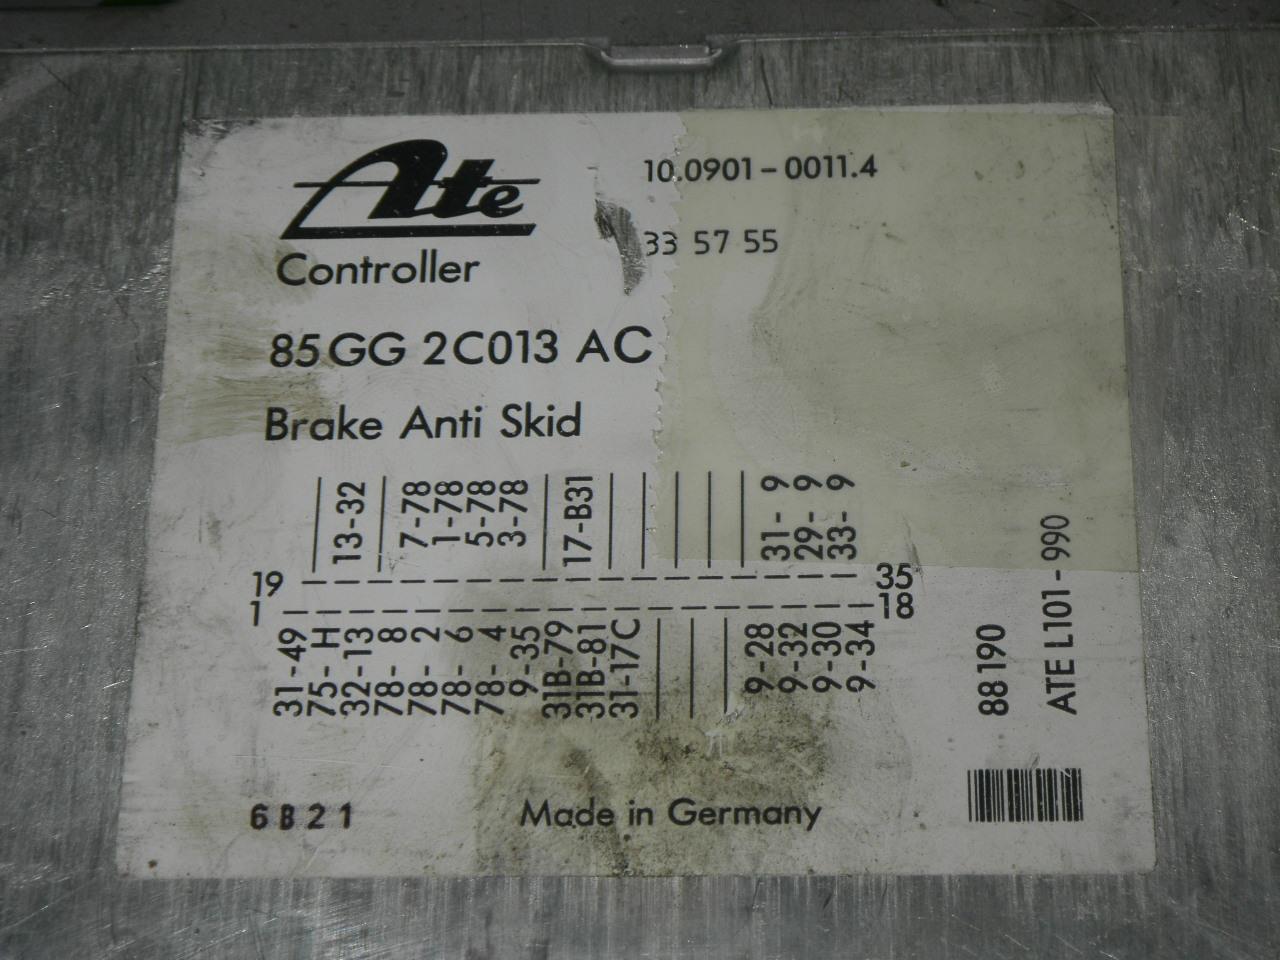 Ate
10.0901-0011.4
33 57 55
Controller
85GG 2C013 AC
Brake Anti Skid
13-32 7-78 1-78 5-78 3-78 17-B31 31- 9 29- 9 33- 9
19 35
1 18
31-49 75- H 32-13 78- 8 78- 2 78- 6 78- 4 9-35 31B-79 31B-81 31-17C 9-28 9-32 9-30 9-34
88190
ATE L101-990
6B21
Made in Germany